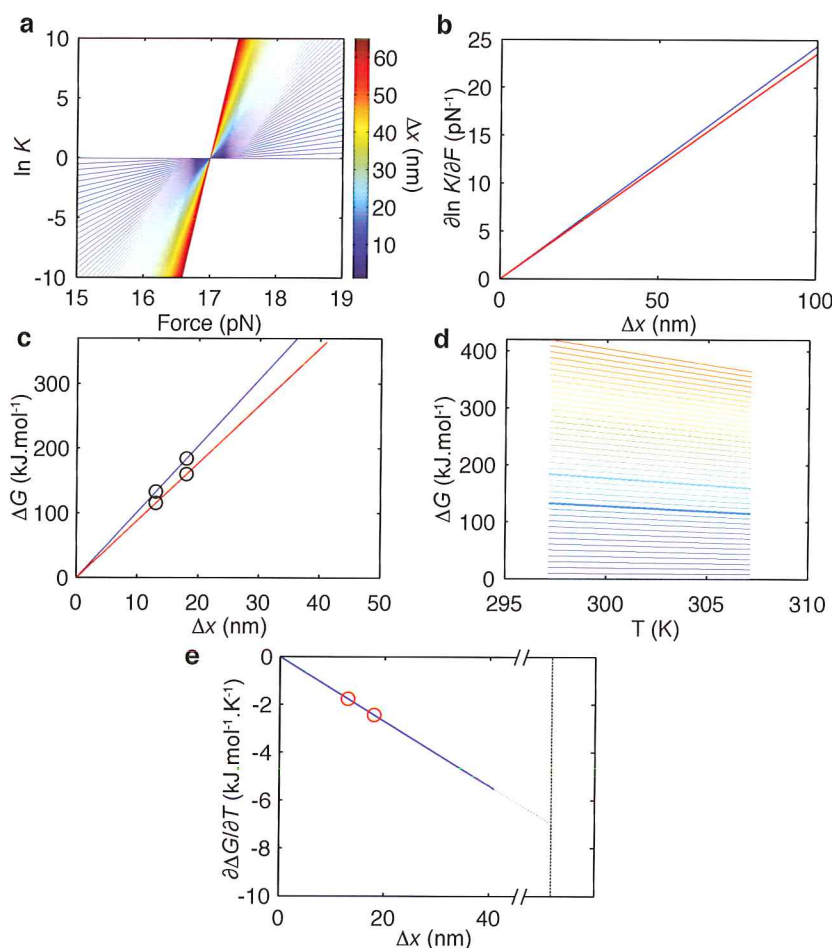 a
ln K
10
5
0
-5
-10
15 16 17 18 19
Force (pN)
60
50
40
30
20
10
Δx (nm)
b
∂ln K/∂F (pN⁻¹)
25
20
15
10
5
0
0 50 100
Δx (nm)
c
ΔG (kJ.mol⁻¹)
300
200
100
0
0 10 20 30 40 50
Δx (nm)
d
ΔG (kJ.mol⁻¹)
400
300
200
100
0
295 300 305 310
T (K)
e
∂ΔG/∂T (kJ.mol⁻¹.K⁻¹)
0
-2
-4
-6
-8
-10
0 20 40
Δx (nm)